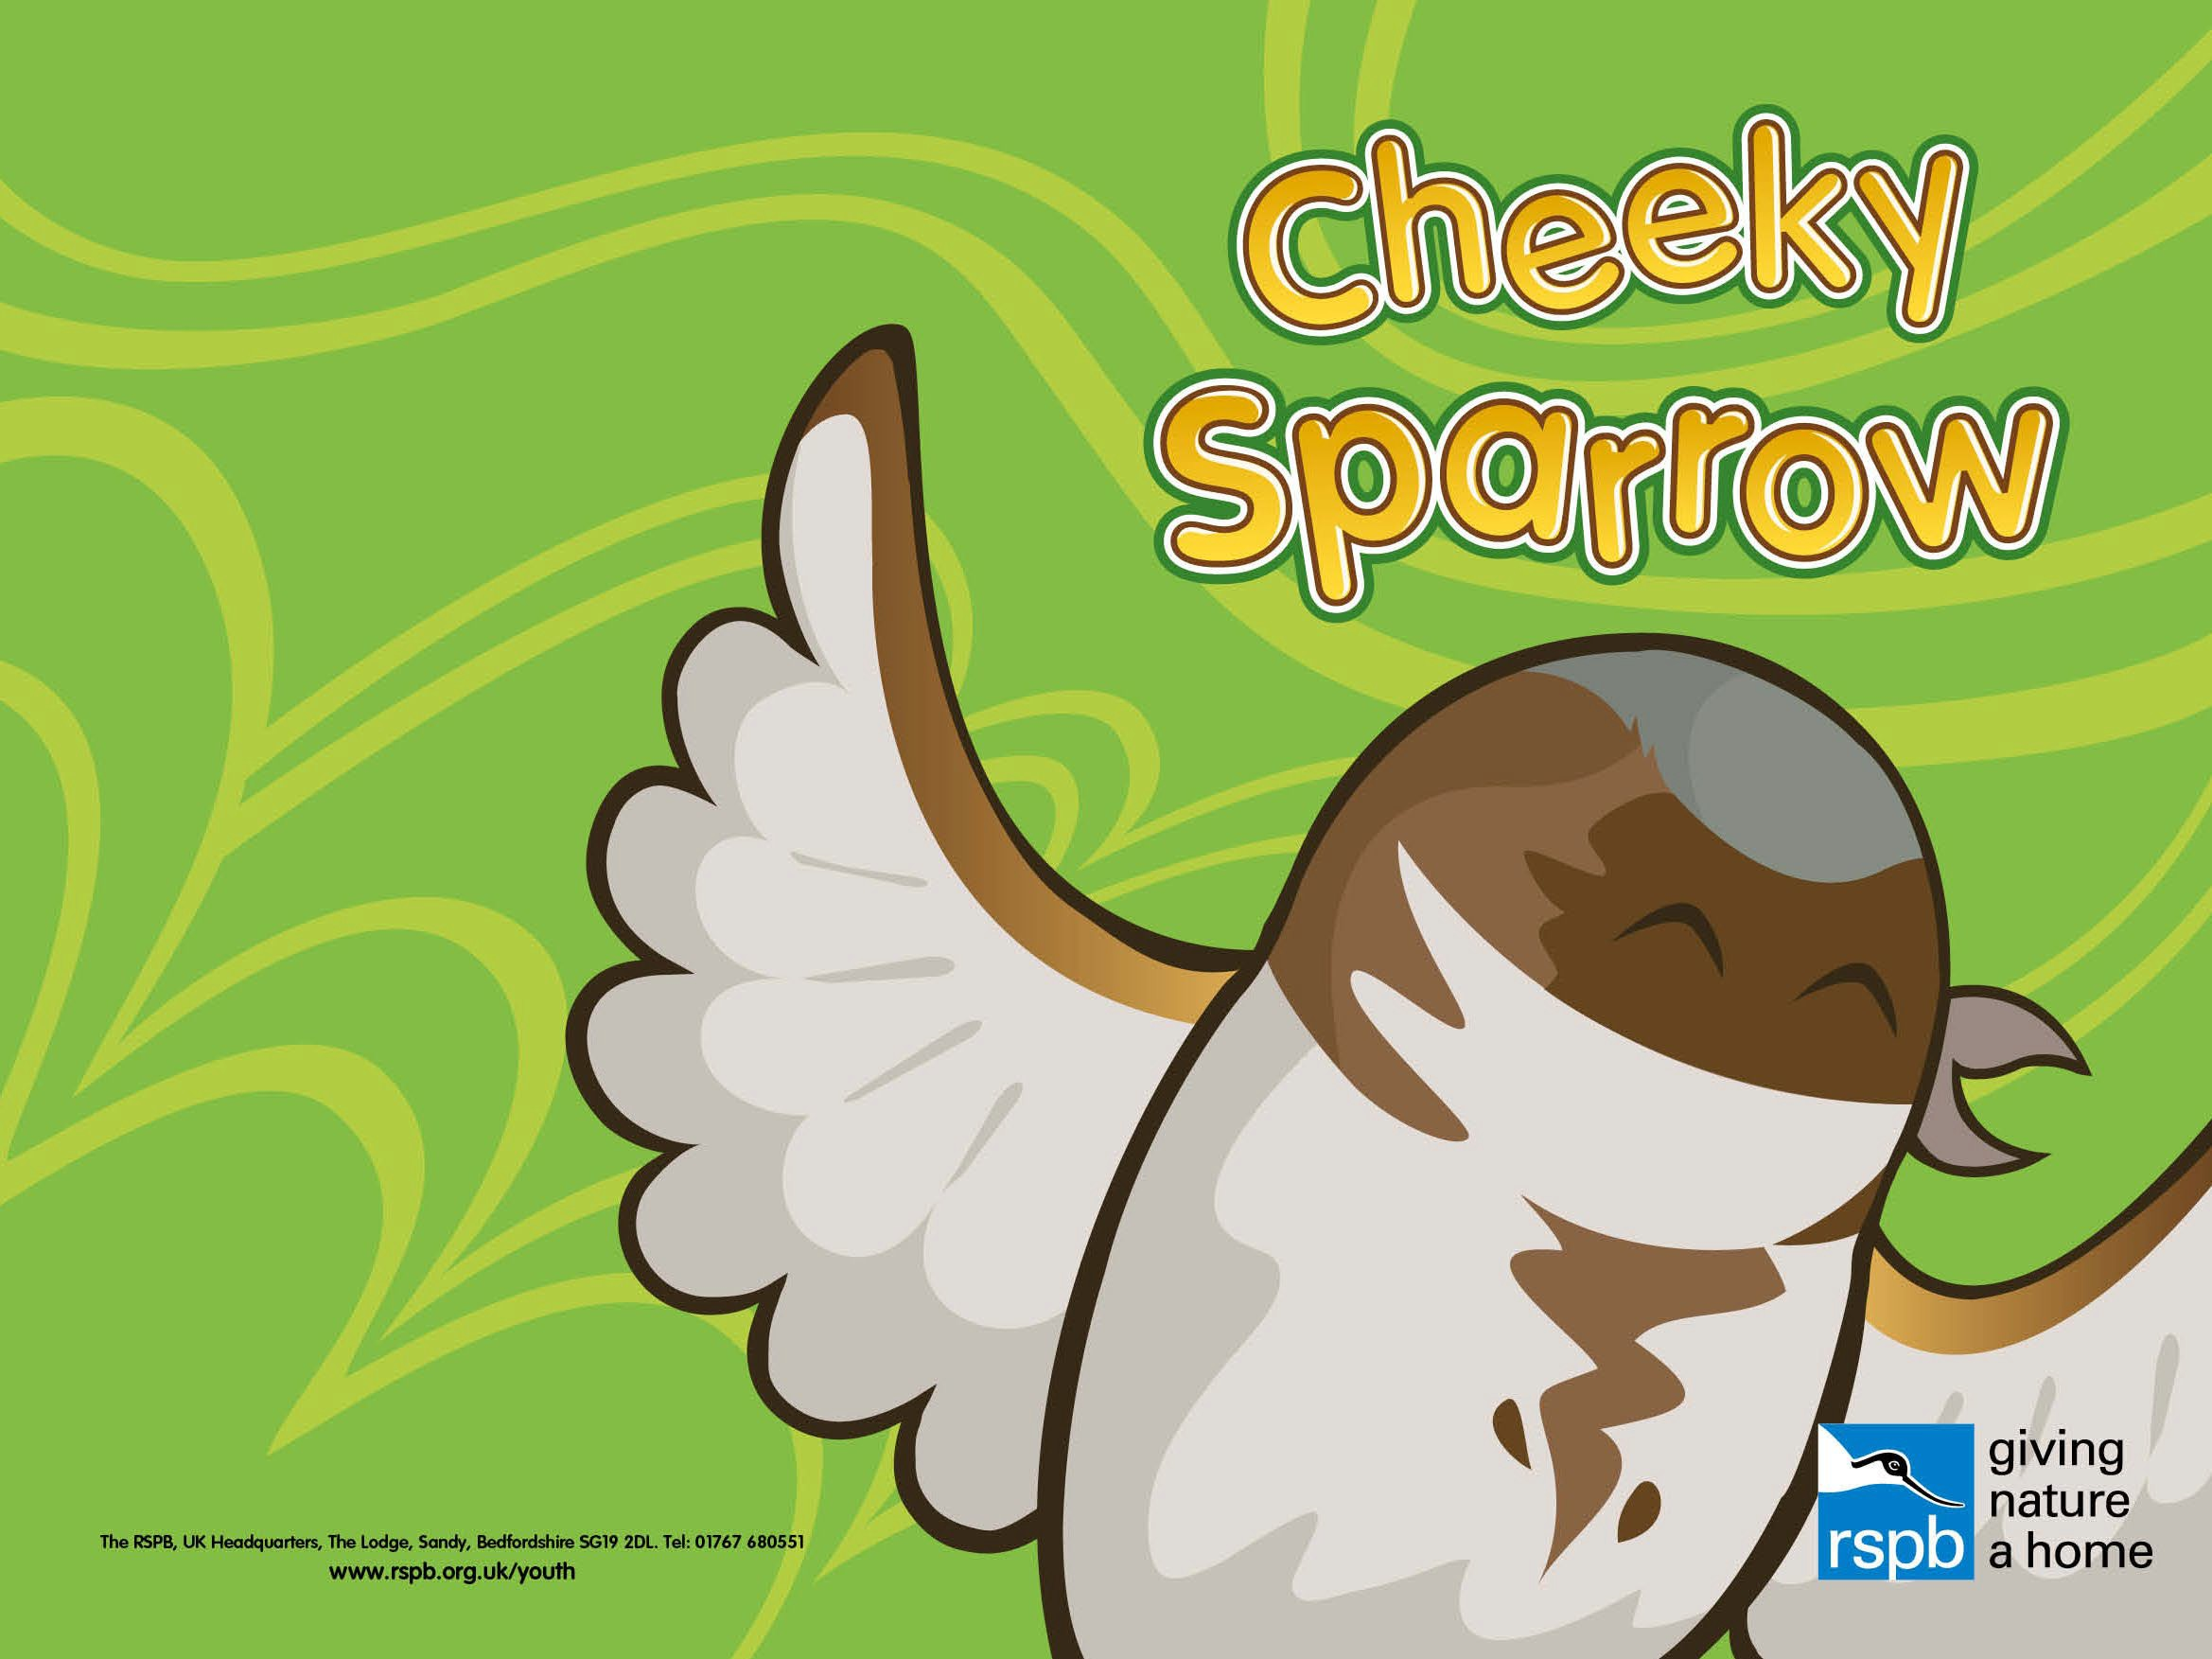 Cheeky
Sparrow
The RSPB, UK Headquarters, The Lodge, Sandy, Bedfordshire SG19 2DL. Tel: 01767 680551
www.rspb.org.uk/youth
rspb
giving
nature
a home